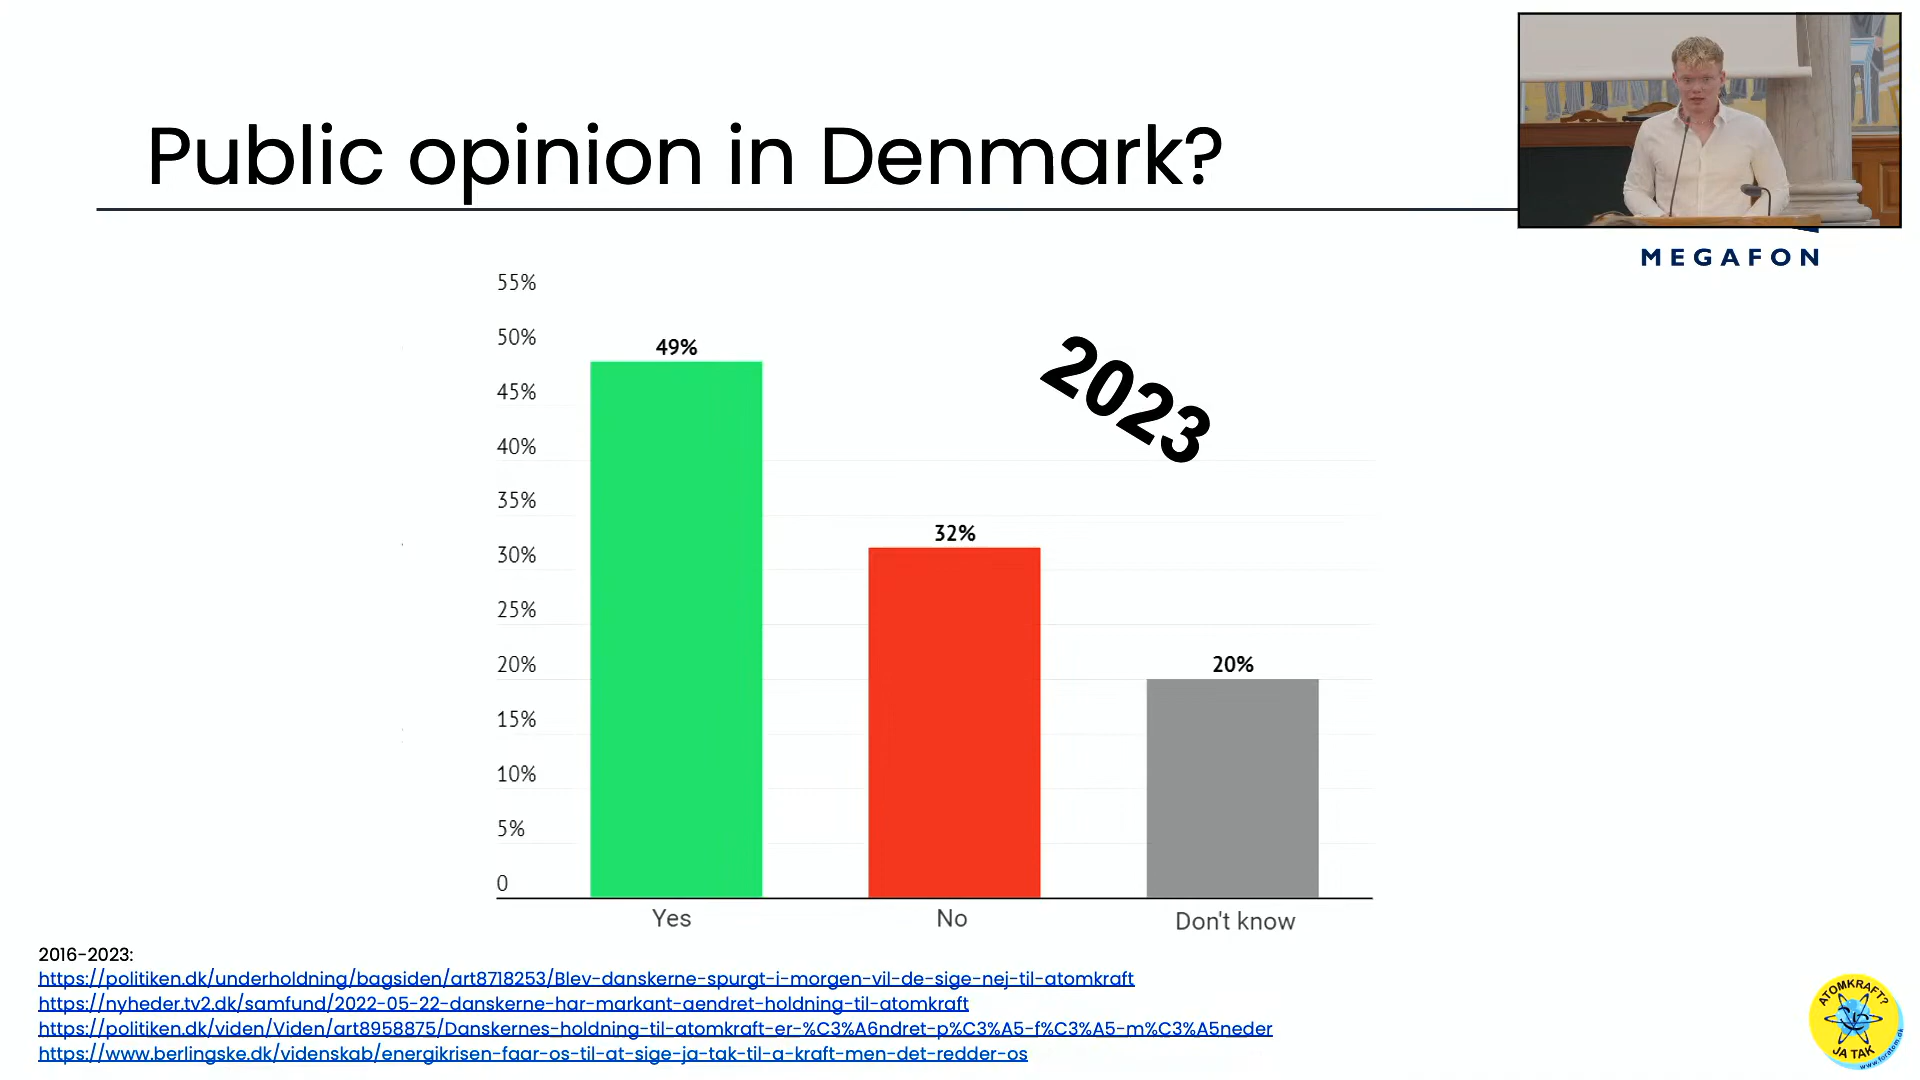 Public opinion in Denmark?
MEGAFON
55%
50%
45%
40%
35%
30%
25%
20%
15%
10%
5%
0
49%
32%
20%
2023
Yes
No
Don't know
2016-2023:
https://politiken.dk/underholdning/bagsiden/art8718253/Blev-danskerne-spurgt-i-morgen-vil-de-sige-nej-til-atomkraft
https://nyheder.tv2.dk/samfund/2022-05-22-danskerne-har-markant-aendret-holdning-til-atomkraft
https://politiken.dk/viden/Viden/art8958875/Danskernes-holdning-til-atomkraft-er-%C3%A6ndret-p%C3%A5-f%C3%A5-m%C3%A5neder
https://www.berlingske.dk/videnskab/energikrisen-faar-os-til-at-sige-ja-tak-til-a-kraft-men-det-redder-os
ATOMKRAFT?
JA TAK